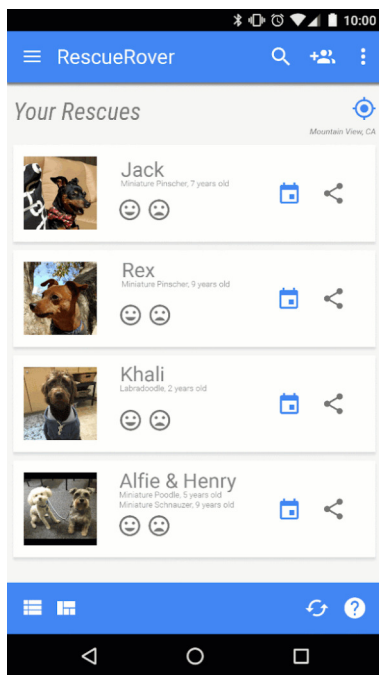 10:00
RescueRover
Your Rescues
Mountain View, CA
Jack
Miniature Pinscher, 7 years old
Rex
Miniature Pinscher, 9 years old
Khali
Labradoodle, 2 years old
Alfie & Henry
Miniature Poodle, 5 years old
Miniature Schnauzer, 9 years old